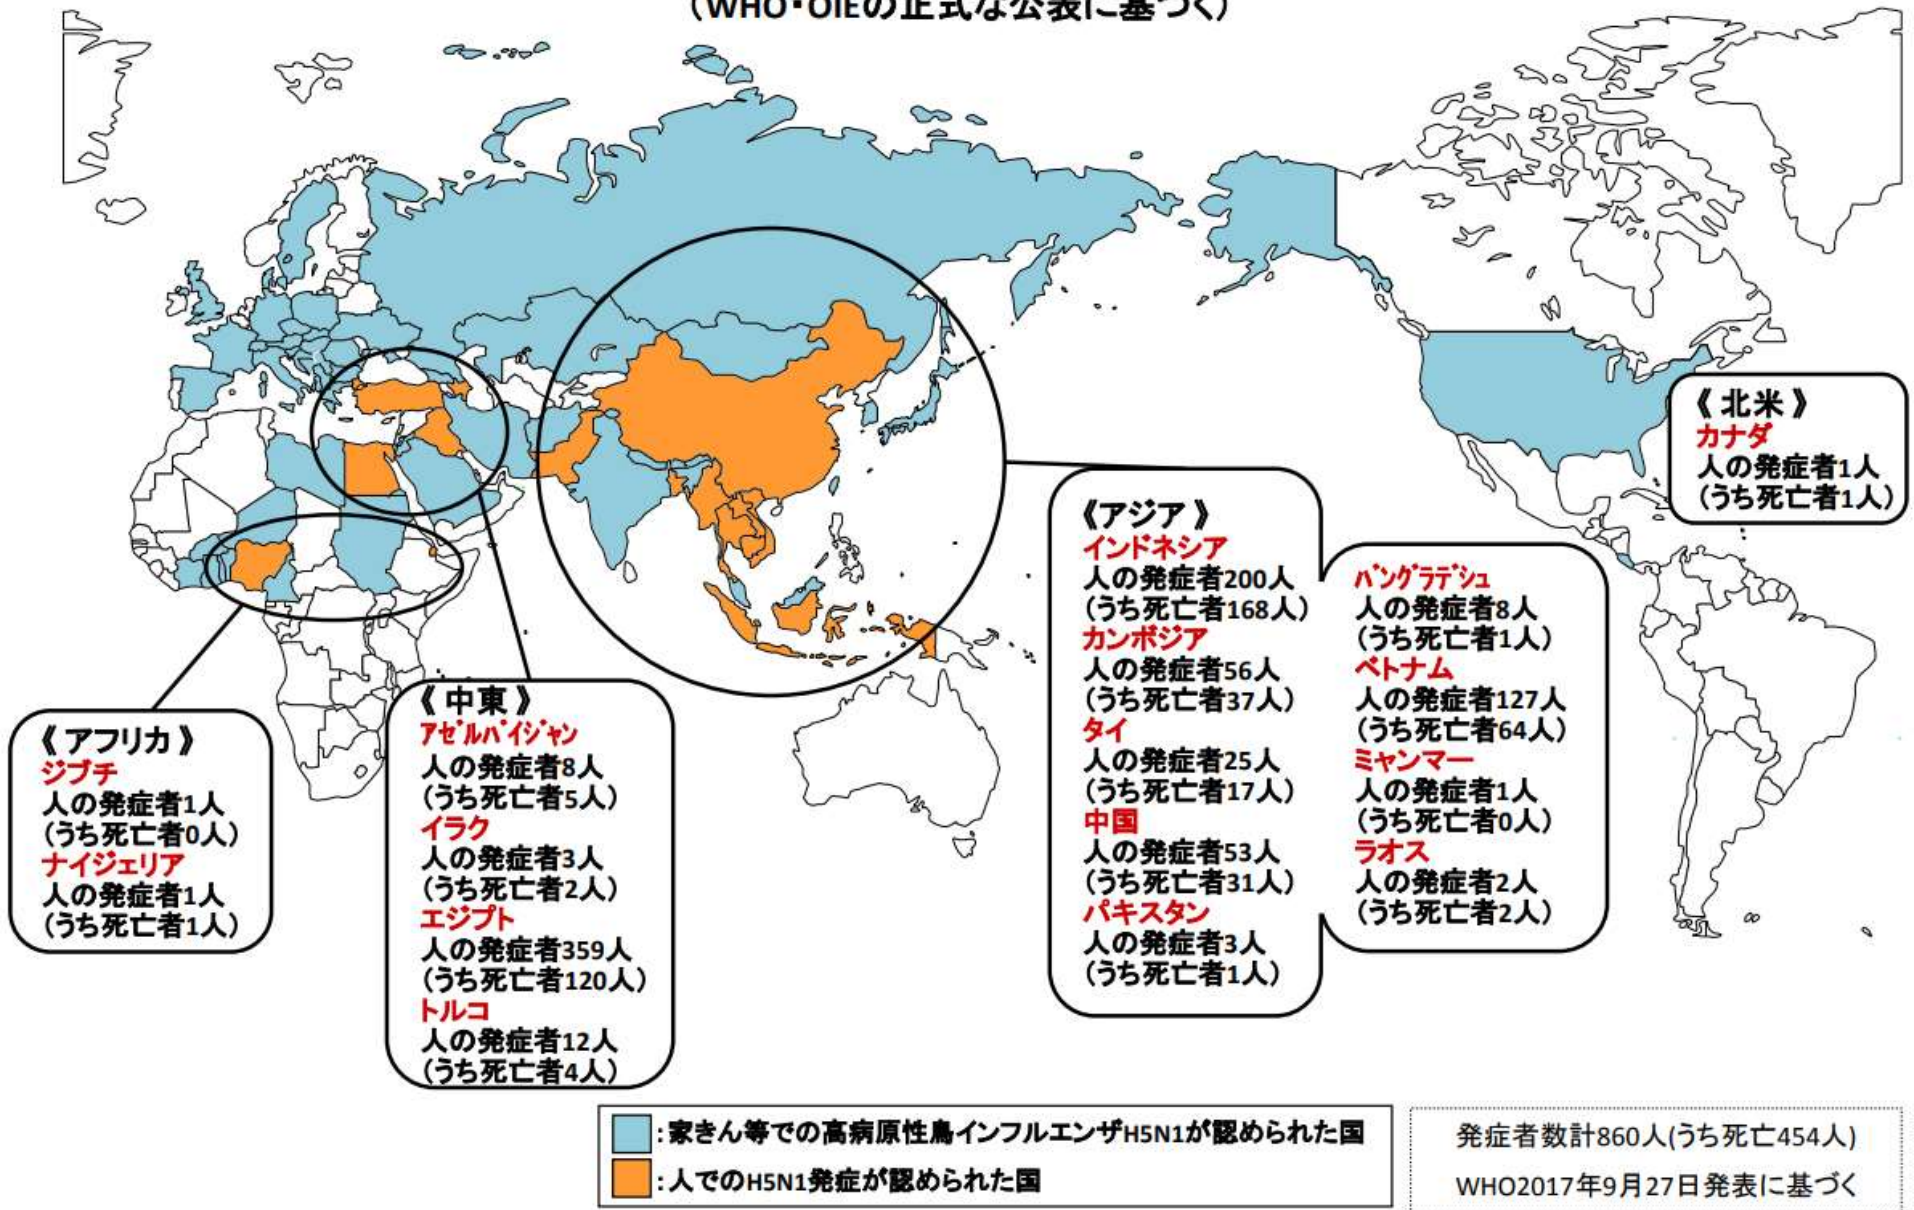 (WHO・OIEの正式な公表に基づく)
《 北米 》
カナダ
人の発症者1人
(うち死亡者1人)
《アジア 》
インドネシア
人の発症者200人
(うち死亡者168人)
カンボジア
人の発症者56人
(うち死亡者37人)
タイ
人の発症者25人
(うち死亡者17人)
中国
人の発症者53人
(うち死亡者31人)
パキスタン
人の発症者3人
(うち死亡者1人)
バングラデシュ
人の発症者8人
(うち死亡者1人)
ベトナム
人の発症者127人
(うち死亡者64人)
ミャンマー
人の発症者1人
(うち死亡者0人)
ラオス
人の発症者2人
(うち死亡者2人)
《 中東 》
アゼルバイジャン
人の発症者8人
(うち死亡者5人)
イラク
人の発症者3人
(うち死亡者2人)
エジプト
人の発症者359人
(うち死亡者120人)
トルコ
人の発症者12人
(うち死亡者4人)
《 アフリカ 》
ジブチ
人の発症者1人
(うち死亡者0人)
ナイジェリア
人の発症者1人
(うち死亡者1人)
:家きん等での高病原性鳥インフルエンザH5N1が認められた国
:人でのH5N1発症が認められた国
発症者数計860人(うち死亡454人)
WHO2017年9月27日発表に基づく